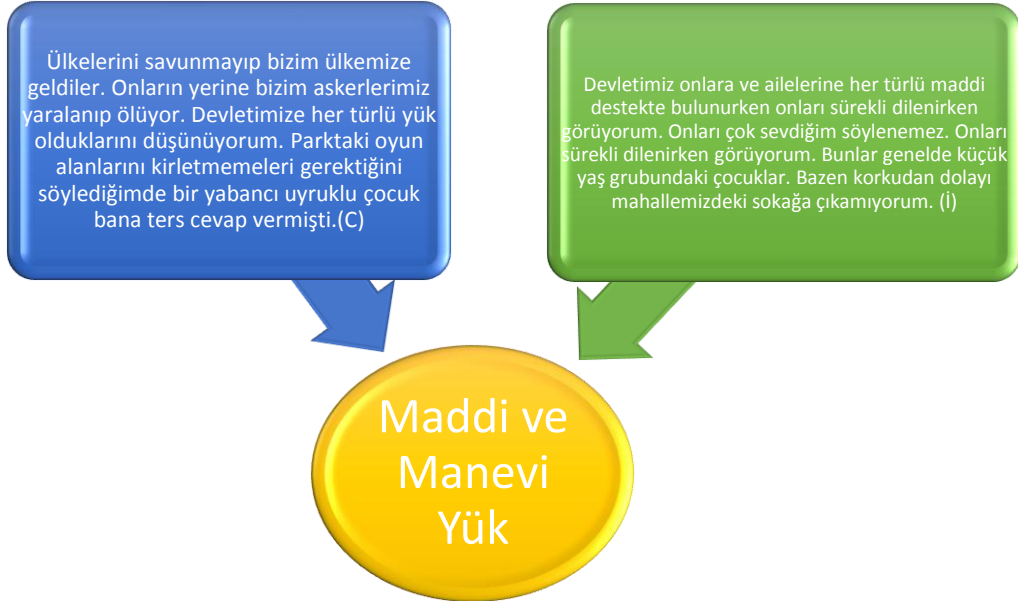 Ülkelerini savunmayıp bizim ülkemize
geldiler. Onların yerine bizim askerlerimiz
yaralanıp ölüyor. Devletimize her türlü yük
olduklarını düşünüyorum. Parktaki oyun
alanlarını kirletmemeleri gerektiğini
söylediğimde bir yabancı uyruklu çocuk
bana ters cevap vermişti.(C)
Devletimiz onlara ve ailelerine her türlü maddi
destekte bulunurken onları sürekli dilenirken
görüyorum. Onları çok sevdiğim söylenemez. Onları
sürekli dilenirken görüyorum. Bunlar genelde küçük
yaş grubundaki çocuklar. Bazen korkudan dolayı
mahallemizdeki sokağa çıkamıyorum. (İ)
Maddi ve
Manevi
Yük